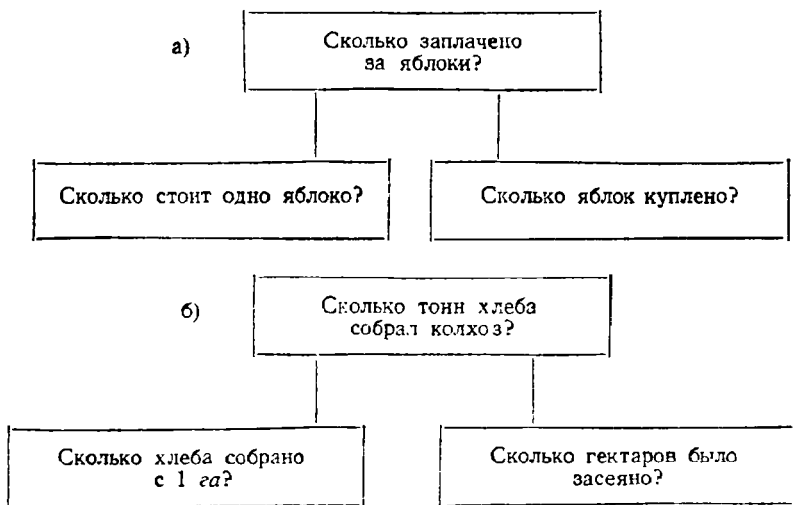 а)
Сколько заплачено
за яблоки?
Сколько стоит одно яблоко?
Сколько яблок куплено?
б)
Сколько тонн хлеба
собрал колхоз?
Сколько хлеба собрано
с 1 га?
Сколько гектаров было
засеяно?